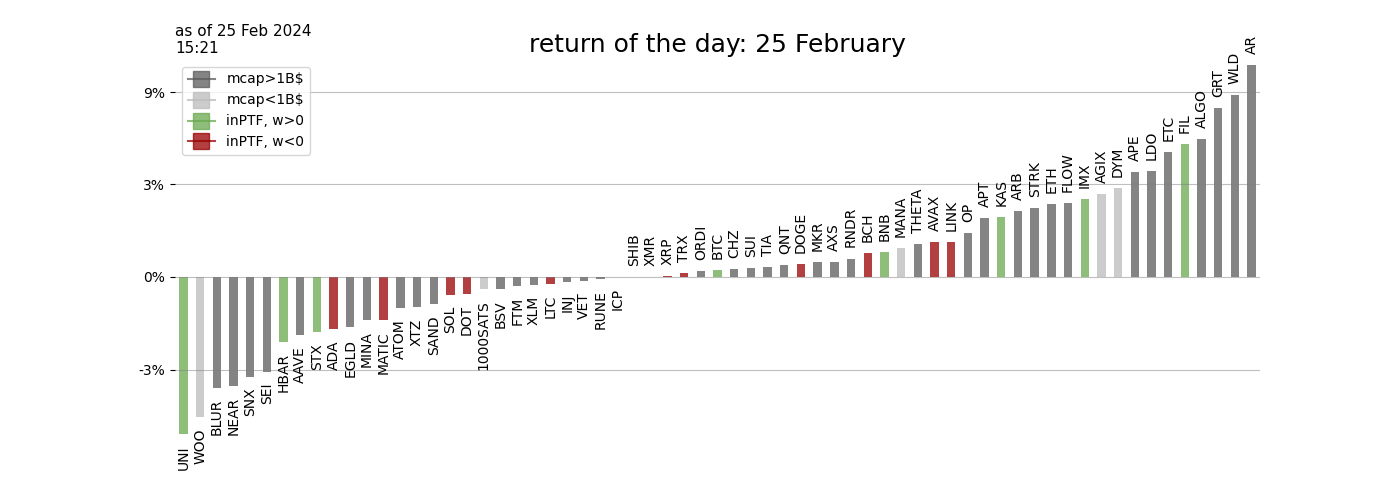 as of 25 Feb 2024
15:21
return of the day: 25 February
mcap>1B$
mcap<1B$
inPTF, w>0
inPTF, w<0
9%
3%
0%
-3%
UNI
WOO
BLUR
NEAR
SNX
SEI
HBAR
AAVE
STX
ADA
EGLD
MINA
MATIC
ATOM
XTZ
SAND
SOL
DOT
1000SATS
BSV
FTM
XLM
LTC
INJ
VET
RUNE
ICP
SHIB
XMR
XRP
TRX
ORDI
BTC
CHZ
SUI
TIA
QNT
DOGE
MKR
AXS
RNDR
BCH
BNB
MANA
THETA
AVAX
LINK
OP
APT
KAS
ARB
STRK
ETH
FLOW
IMX
AGIX
DYM
APE
LDO
ETC
FIL
ALGO
GRT
WLD
AR